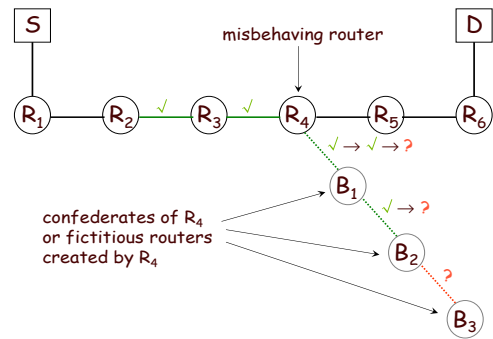 S
D
misbehaving router
√
√
R1
R2
R3
R4
R5
R6
√ → √ → ?
B1
√ → ?
confederates of R4
or fictitious routers
created by R4
B2
?
B3